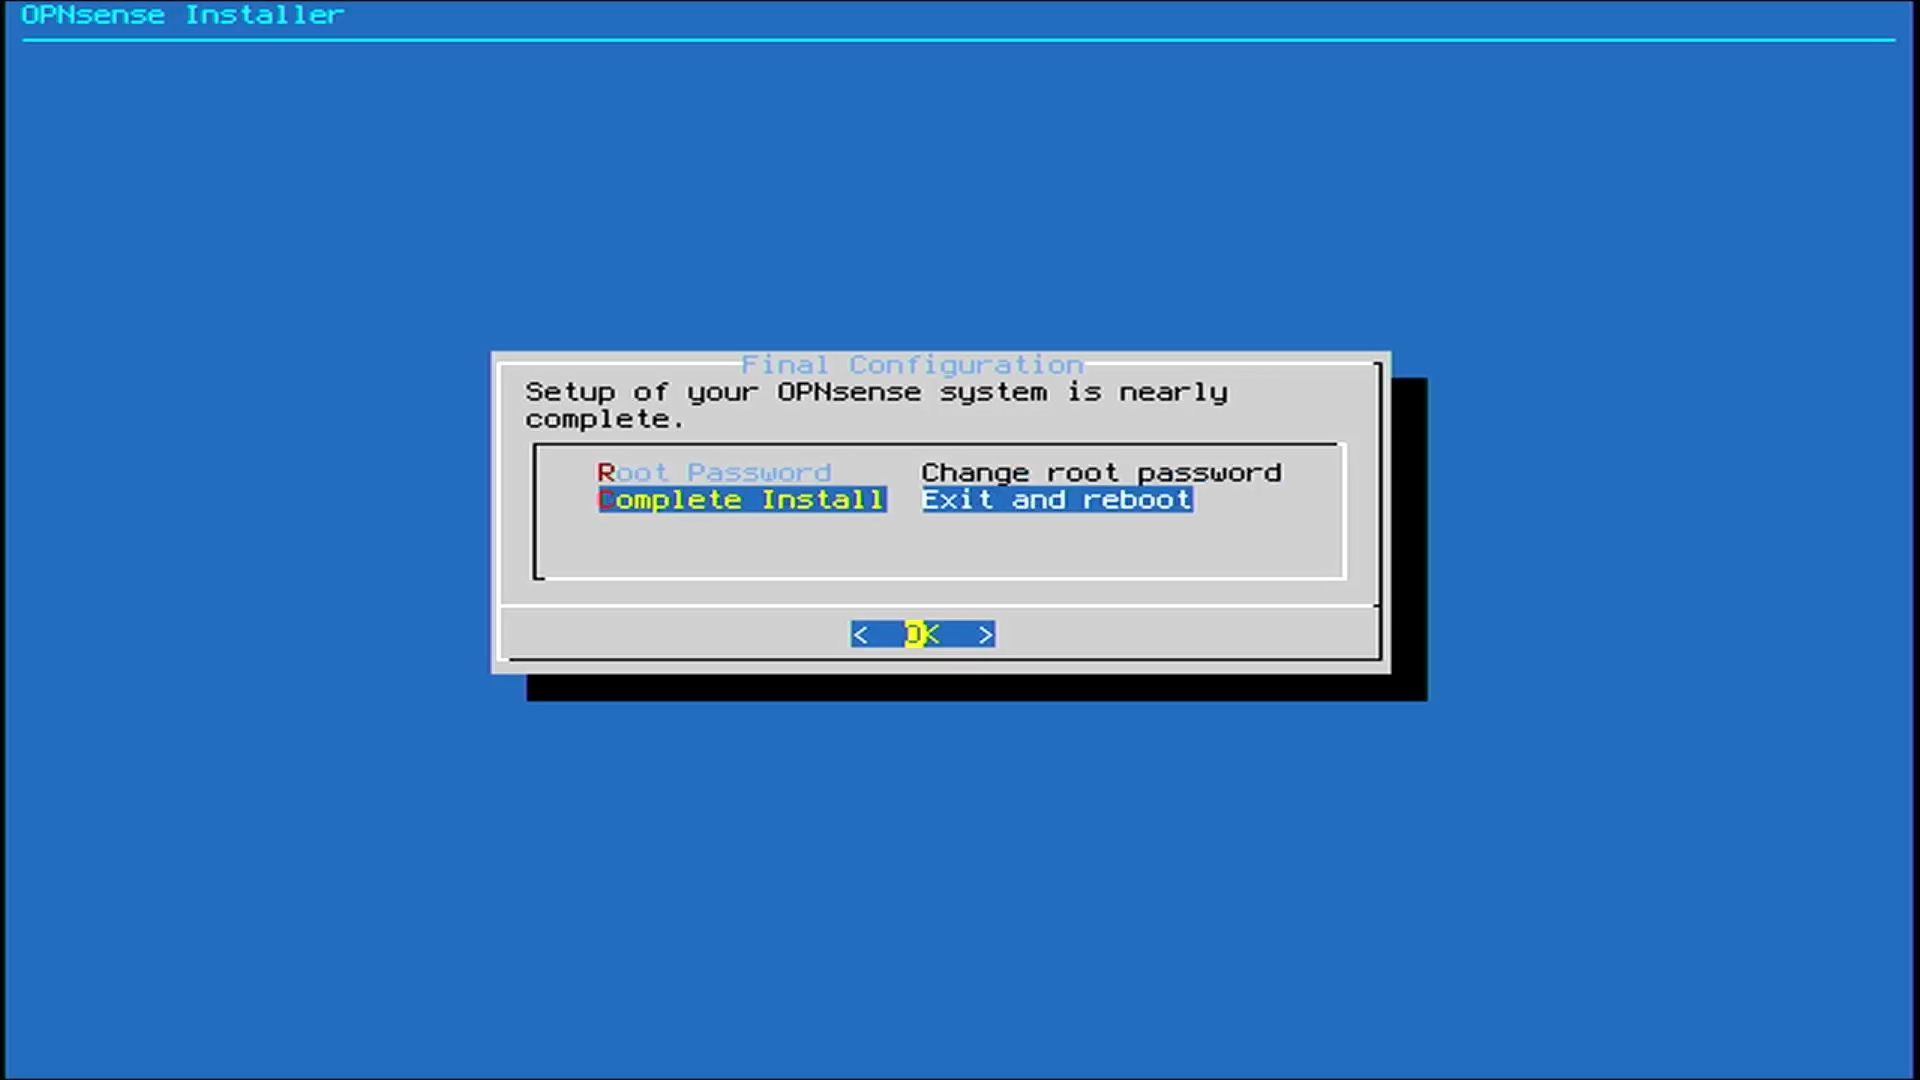 OPNsense Installer
Final Configuration
Setup of your OPNsense system is nearly
complete.
Root Password Change root password
Complete Install Exit and reboot
< OK >